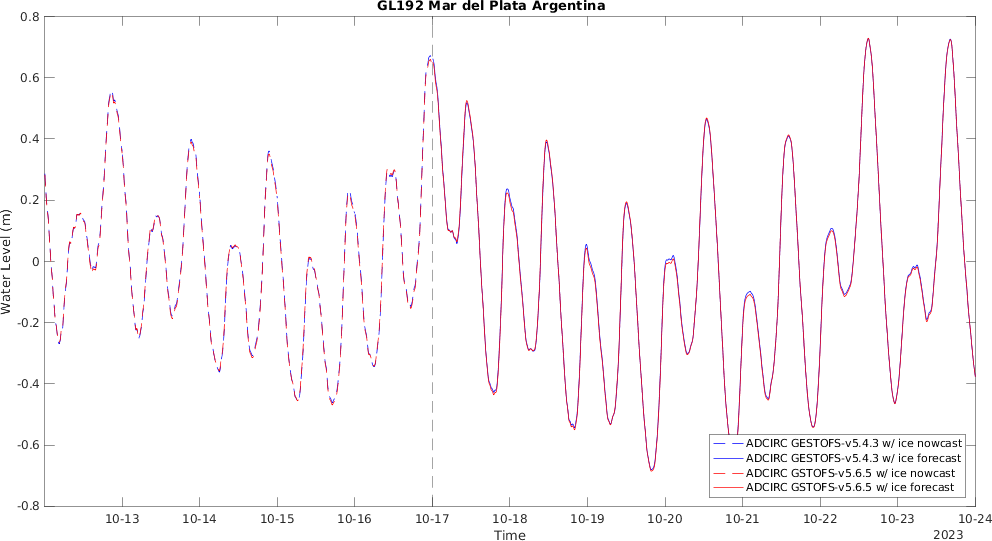 GL192 Mar del Plata Argentina
0.8
0.6
0.4
0.2
0
-0.2
-0.4
-0.6
-0.8
Water Level (m)
ADCIRC GESTOFS-v5.4.3 w/ ice nowcast
ADCIRC GESTOFS-v5.4.3 w/ ice forecast
ADCIRC GSTOFS-v5.6.5 w/ ice nowcast
ADCIRC GSTOFS-v5.6.5 w/ ice forecast
10-13 10-14 10-15 10-16 10-17 10-18 10-19 10-20 10-21 10-22 10-23 10-24
Time
2023